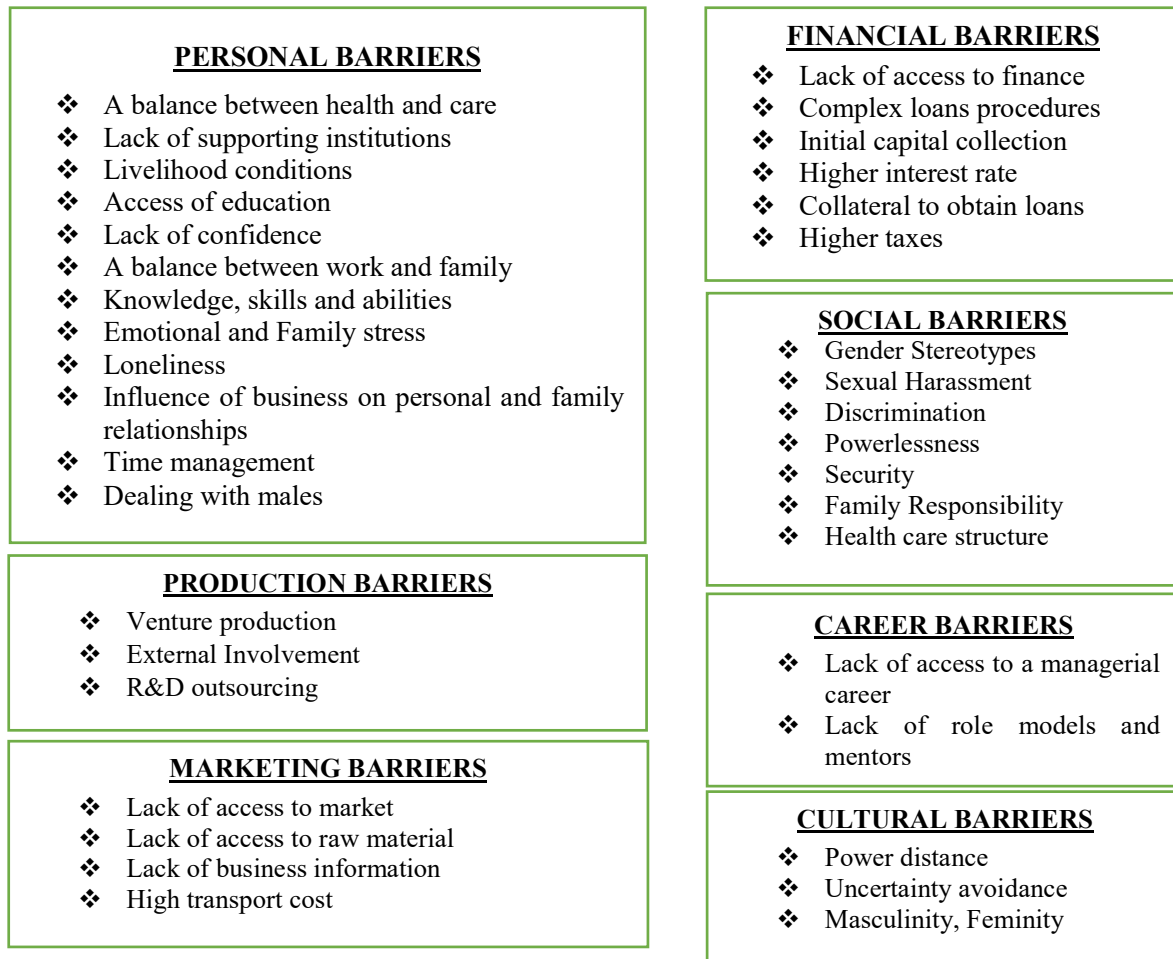 PERSONAL BARRIERS
❖ A balance between health and care
❖ Lack of supporting institutions
❖ Livelihood conditions
❖ Access of education
❖ Lack of confidence
❖ A balance between work and family
❖ Knowledge, skills and abilities
❖ Emotional and Family stress
❖ Loneliness
❖ Influence of business on personal and family
relationships
❖ Time management
❖ Dealing with males
PRODUCTION BARRIERS
❖ Venture production
❖ External Involvement
❖ R&D outsourcing
MARKETING BARRIERS
❖ Lack of access to market
❖ Lack of access to raw material
❖ Lack of business information
❖ High transport cost
FINANCIAL BARRIERS
❖ Lack of access to finance
❖ Complex loans procedures
❖ Initial capital collection
❖ Higher interest rate
❖ Collateral to obtain loans
❖ Higher taxes
SOCIAL BARRIERS
❖ Gender Stereotypes
❖ Sexual Harassment
❖ Discrimination
❖ Powerlessness
❖ Security
❖ Family Responsibility
❖ Health care structure
CAREER BARRIERS
❖ Lack of access to a managerial
career
❖ Lack of role models and
mentors
CULTURAL BARRIERS
❖ Power distance
❖ Uncertainty avoidance
❖ Masculinity, Feminity